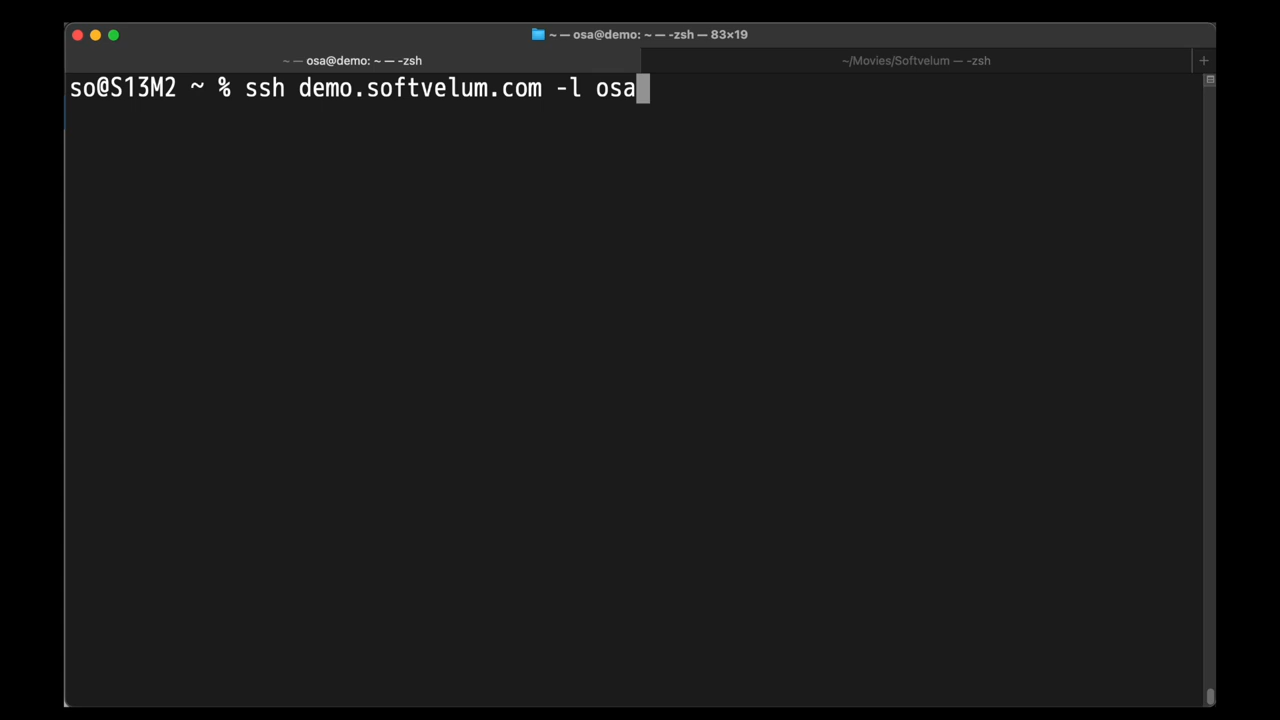 ~ — osa@demo: ~ — -zsh — 83×19
~ — osa@demo: ~ — -zsh
~/Movies/Softvelum — -zsh
+
so@S13M2 ~ % ssh demo.softvelum.com -l osa